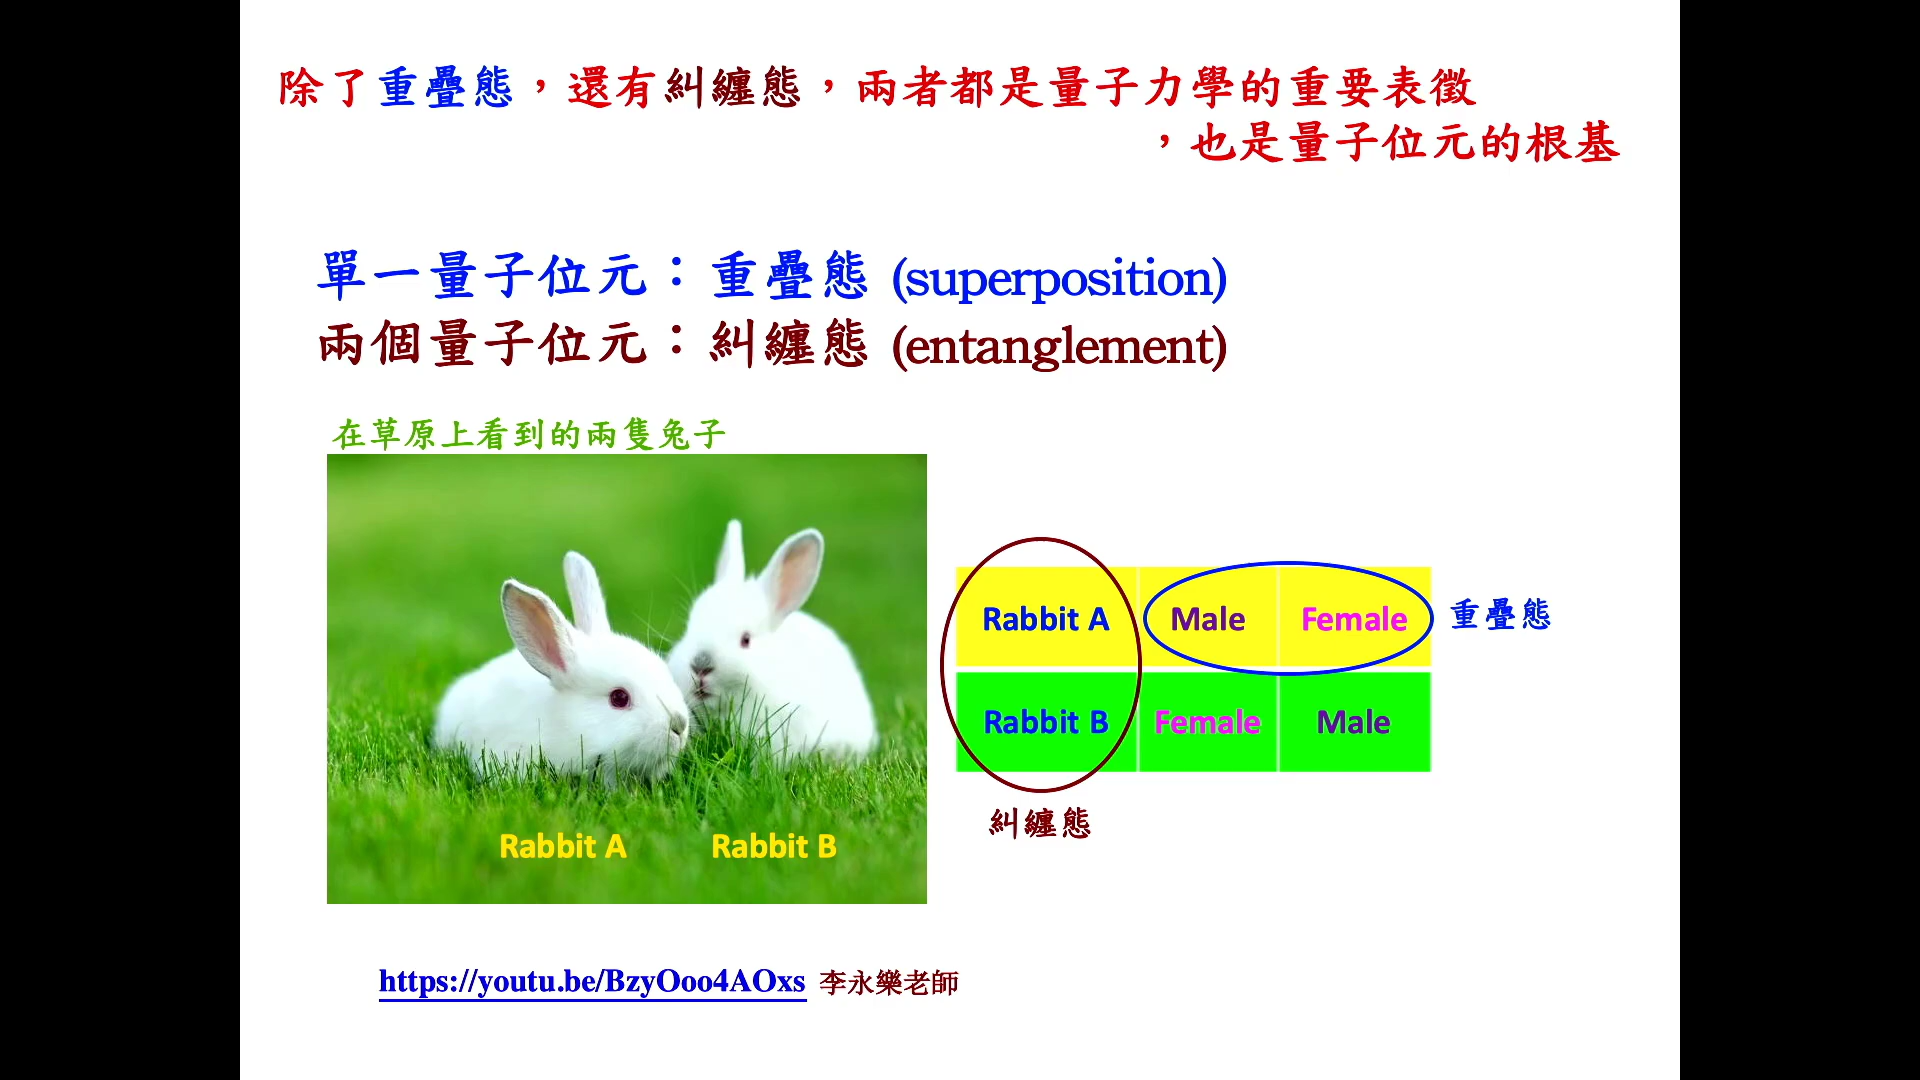 除了重疊態，還有糾纏態，兩者都是量子力學的重要表徵
，也是量子位元的根基
單一量子位元：重疊態 (superposition)
兩個量子位元：糾纏態 (entanglement)
在草原上看到的兩隻兔子
Rabbit A Rabbit B
Rabbit A Male Female 重疊態
Rabbit B Female Male
糾纏態
https://youtu.be/BzyOoo4AOxs 李永樂老師